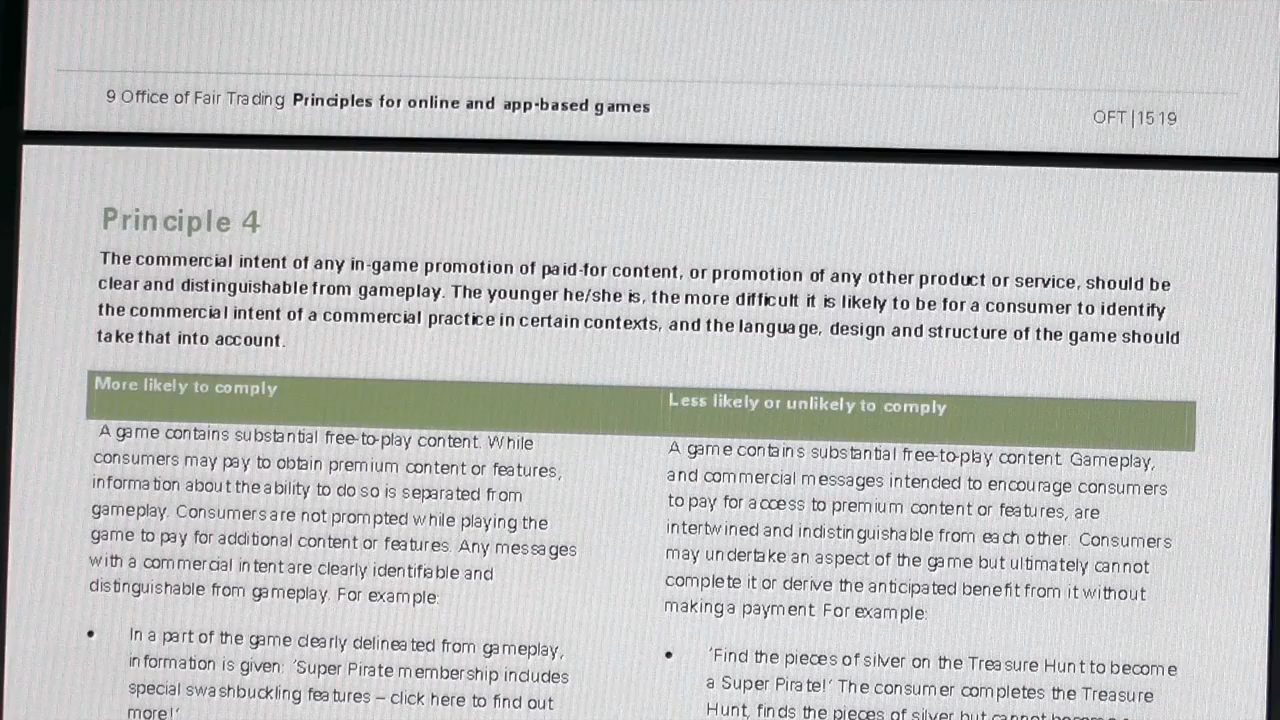 9 Office of Fair Trading Principles for online and app-based games
OFT|1519
Principle 4
The commercial intent of any in-game promotion of paid-for content, or promotion of any other product or service, should be
clear and distinguishable from gameplay. The younger he/she is, the more difficult it is likely to be for a consumer to identify
the commercial intent of a commercial practice in certain contexts, and the language, design and structure of the game should
take that into account.
More likely to comply
A game contains substantial free-to-play content. While
consumers may pay to obtain premium content or features,
information about the ability to do so is separated from
gameplay. Consumers are not prompted while playing the
game to pay for additional content or features. Any messages
with a commercial intent are clearly identifiable and
distinguishable from gameplay. For example:
• In a part of the game clearly delineated from gameplay,
information is given: 'Super Pirate membership includes
special swashbuckling features – click here to find out
more!'
Less likely or unlikely to comply
A game contains substantial free-to-play content. Gameplay,
and commercial messages intended to encourage consumers
to pay for access to premium content or features, are
intertwined and indistinguishable from each other. Consumers
may undertake an aspect of the game but ultimately cannot
complete it or derive the anticipated benefit from it without
making a payment. For example:
• 'Find the pieces of silver on the Treasure Hunt to become
a Super Pirate!' The consumer completes the Treasure
Hunt, finds the pieces of silver but cannot